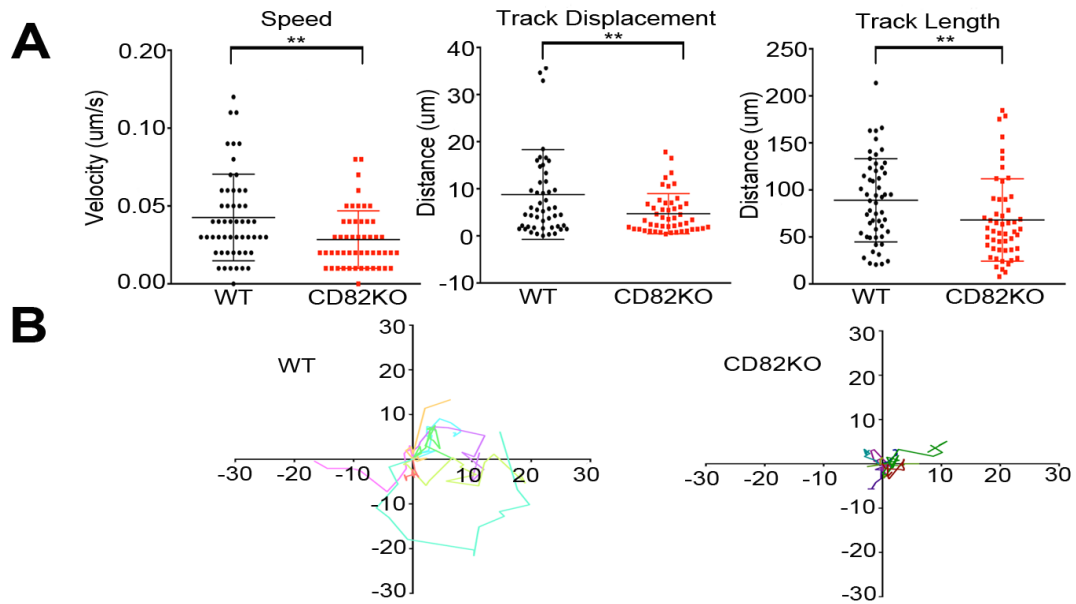 A
Speed
Track Displacement
Track Length
**
**
**
Velocity (um/s)
0.20
0.10
0.05
0.00
WT
CD82KO
Distance (um)
40
30
20
10
0
-10
WT
CD82KO
Distance (um)
250
200
150
100
50
0
WT
CD82KO
B
WT
30
20
10
-10
-20
-30
-30
-20
-10
10
20
30
CD82KO
30
20
10
-10
-20
-30
-30
-20
-10
0
10
20
30